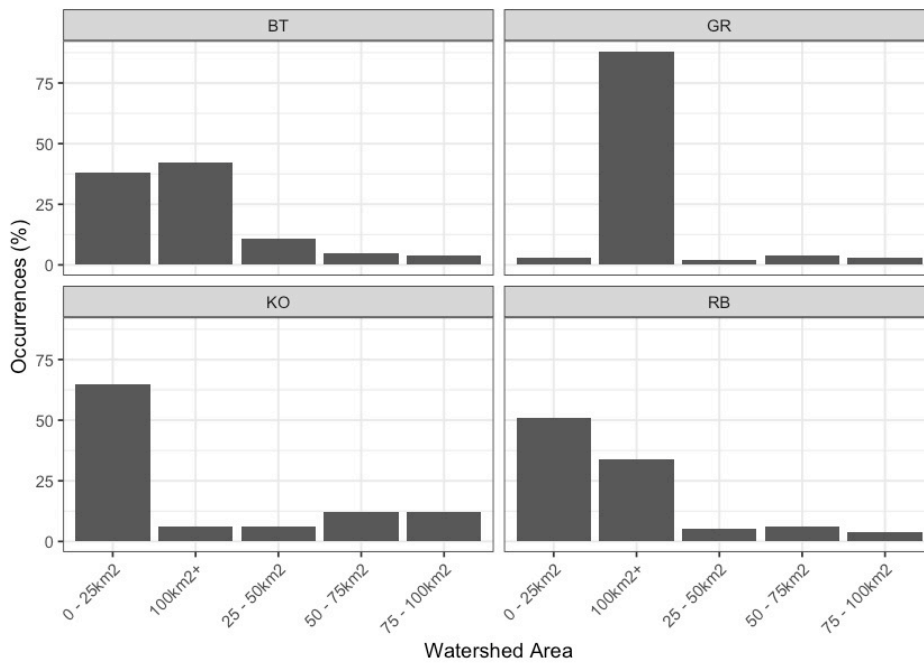 BT
GR
75
50
25
0
KO
RB
75
50
25
0
Occurrences (%)
0 - 25km2
100km2+
25 - 50km2
50 - 75km2
75 - 100km2
0 - 25km2
100km2+
25 - 50km2
50 - 75km2
75 - 100km2
Watershed Area